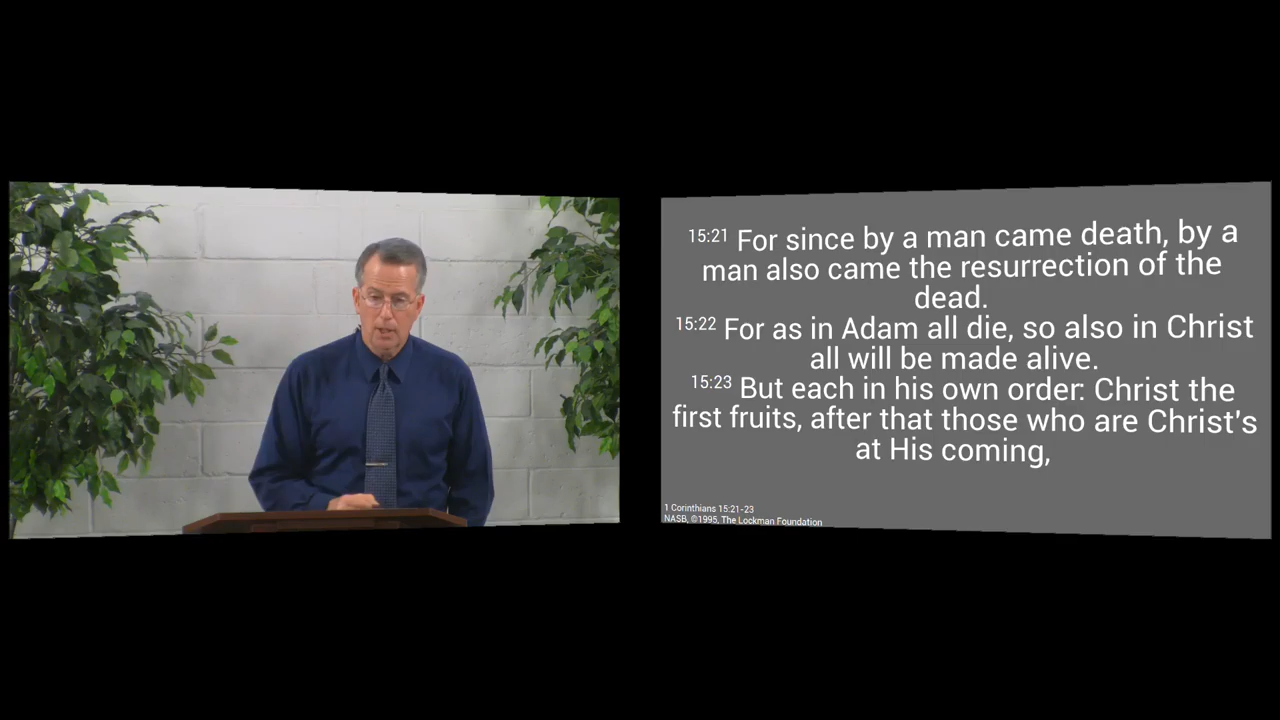 15:21 For since by a man came death, by a
man also came the resurrection of the
dead.
15:22 For as in Adam all die, so also in Christ
all will be made alive.
15:23 But each in his own order: Christ the
first fruits, after that those who are Christ's
at His coming,
1 Corinthians 15:21-23
NASB, ©1995, The Lockman Foundation